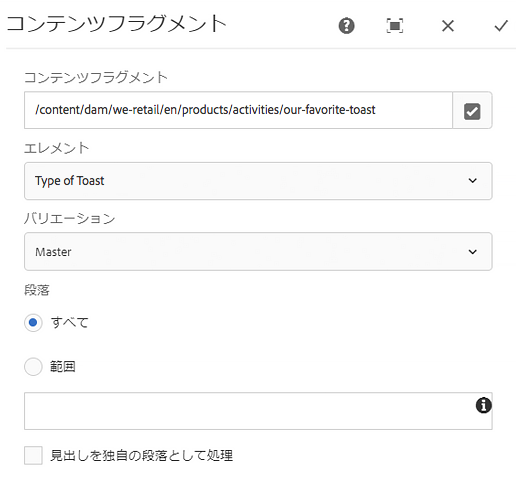 コンテンツフラグメント
コンテンツフラグメント
/content/dam/we-retail/en/products/activities/our-favorite-toast
エレメント
Type of Toast
バリエーション
Master
段落
すべて
範囲
見出しを独自の段落として処理